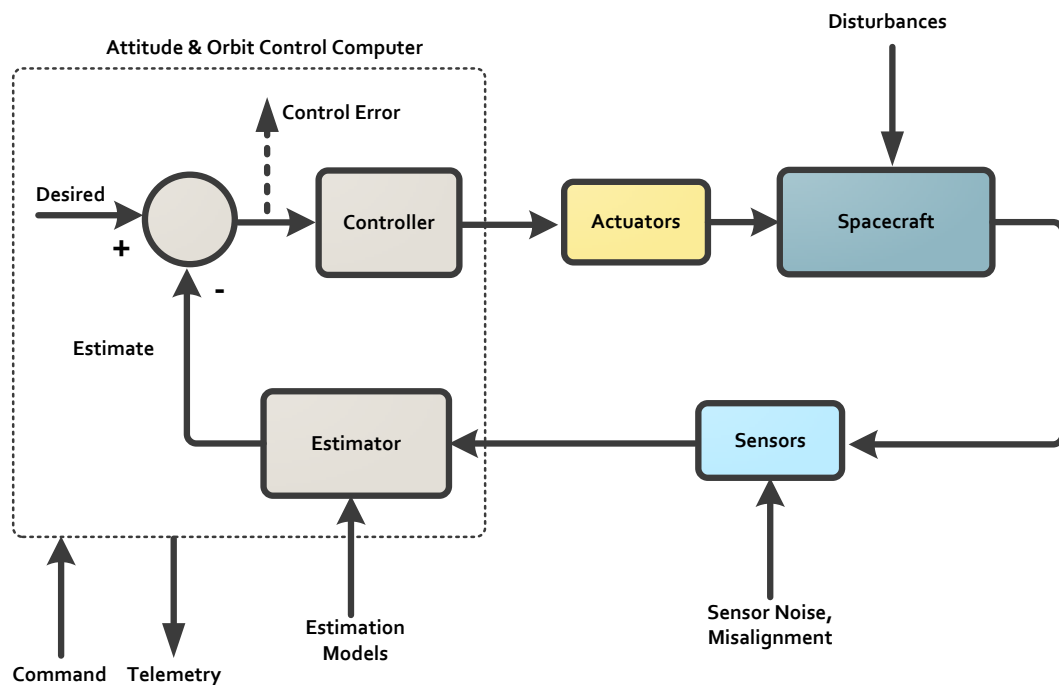 Disturbances
Attitude & Orbit Control Computer
Control Error
Desired
+
Controller
Actuators
Spacecraft
-
Estimate
Estimator
Sensors
Estimation
Models
Sensor Noise,
Misalignment
Command
Telemetry